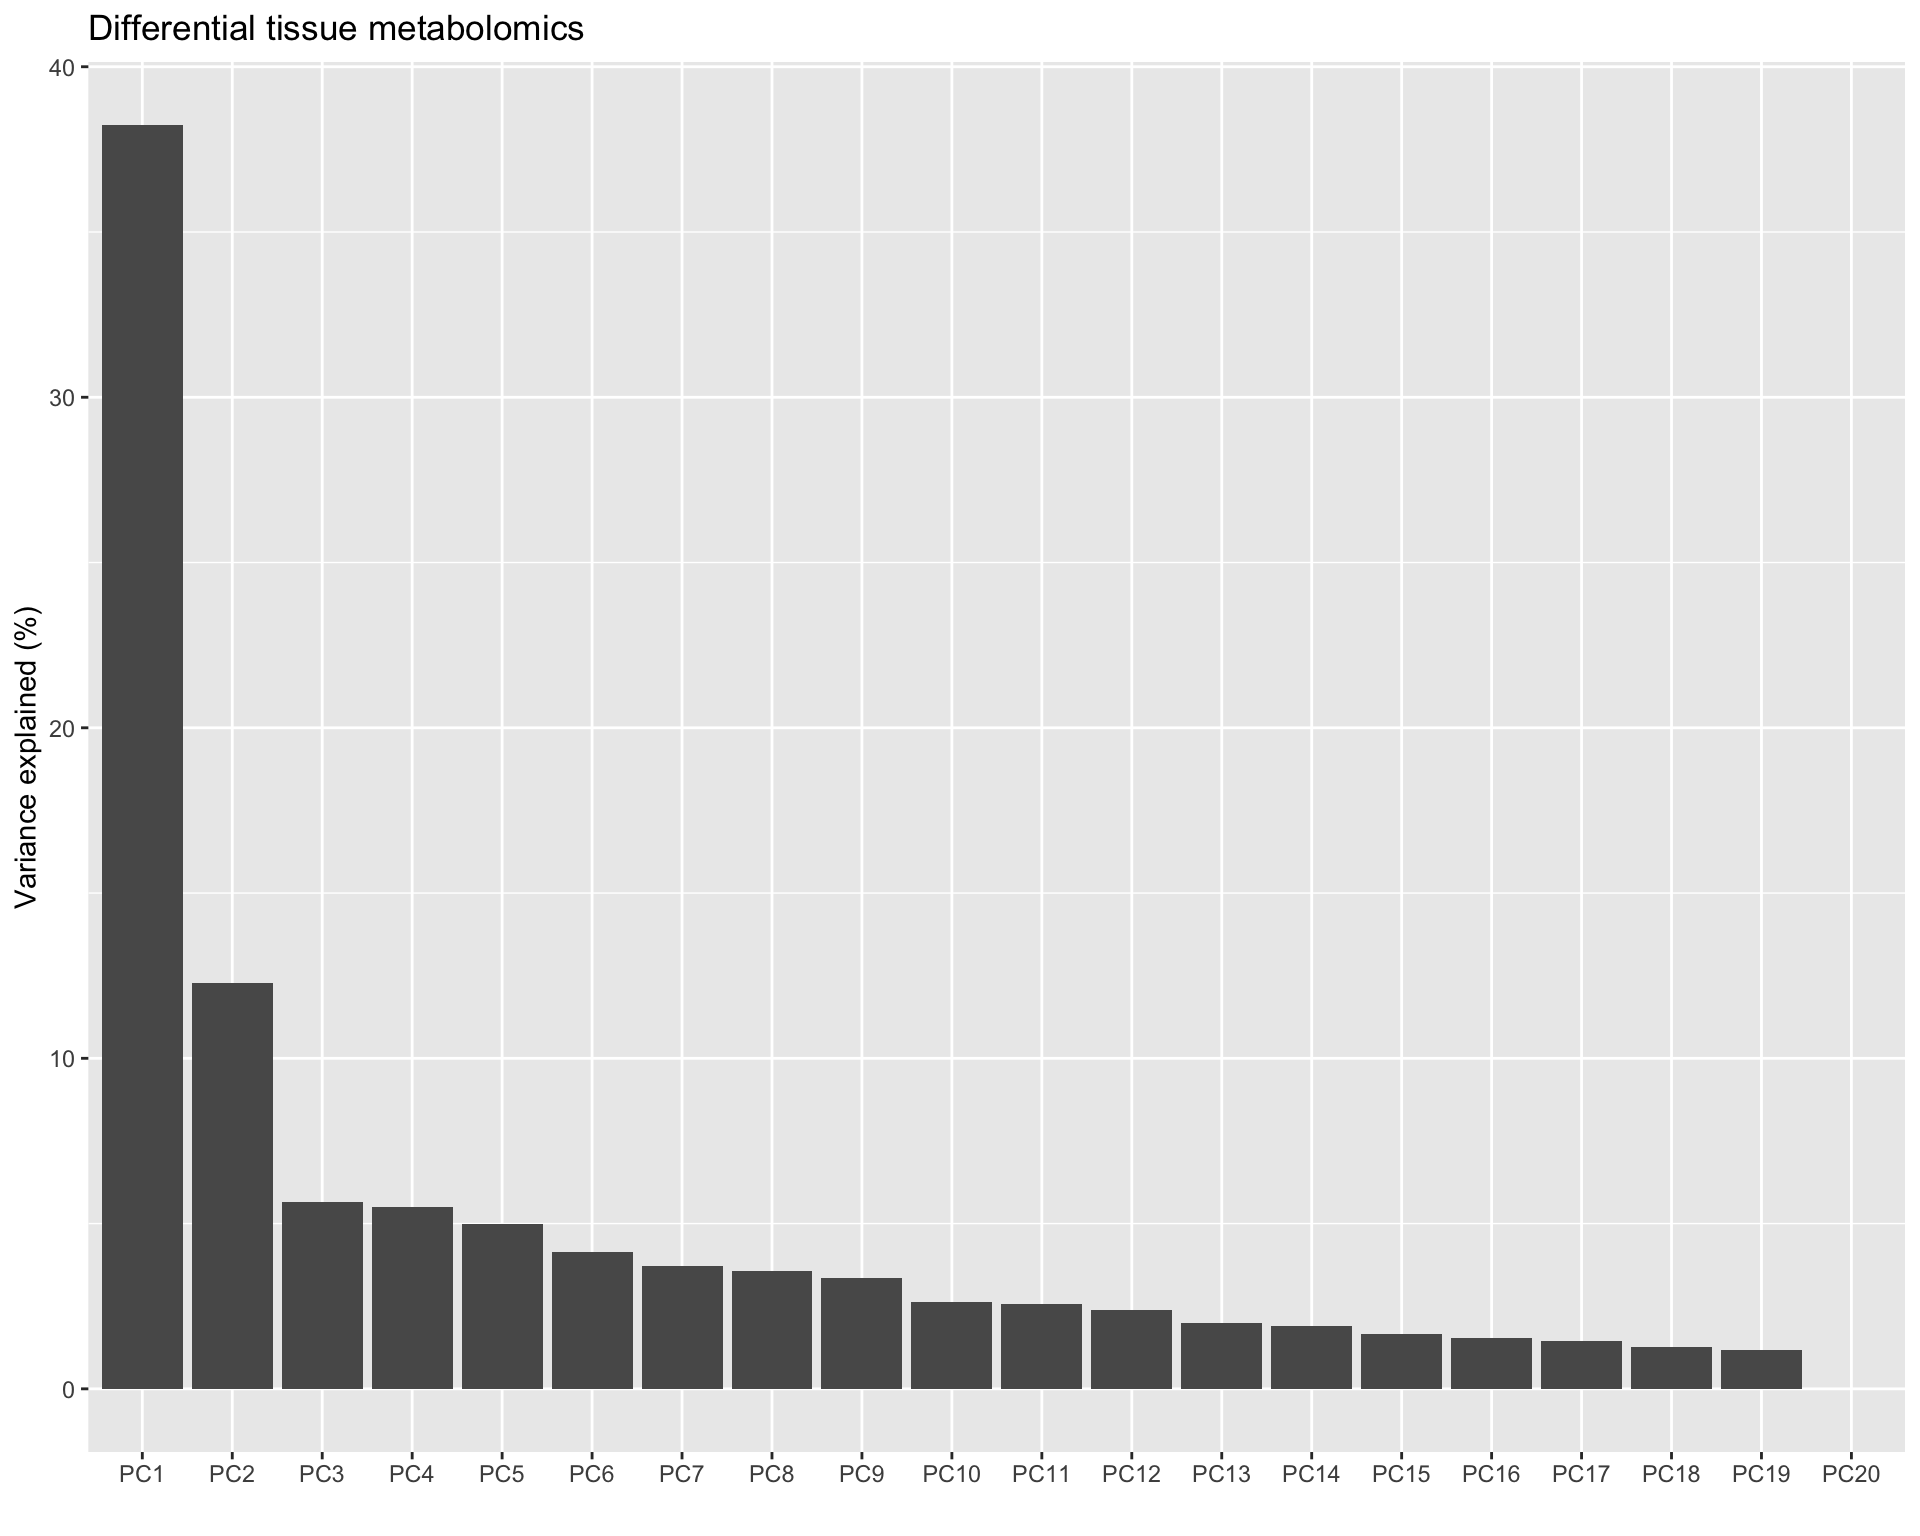 Differential tissue metabolomics
Variance explained (%)
40
30
20
10
0
PC1 PC2 PC3 PC4 PC5 PC6 PC7 PC8 PC9 PC10 PC11 PC12 PC13 PC14 PC15 PC16 PC17 PC18 PC19 PC20